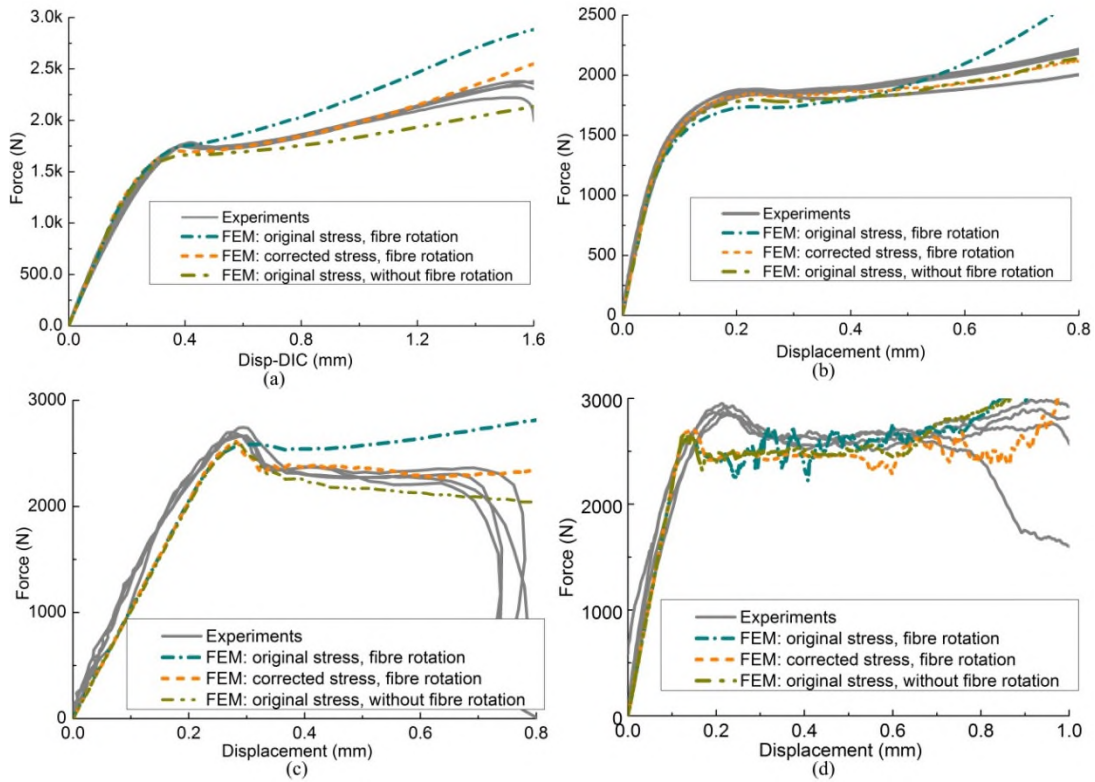 3.0k
2.5k
2.0k
1.5k
1.0k
500.0
0.0
Force (N)
Experiments
FEM: original stress, fibre rotation
FEM: corrected stress, fibre rotation
FEM: original stress, without fibre rotation
0.0 0.4 0.8 1.2 1.6
Disp-DIC (mm)
(a)
2500
2000
1500
1000
500
0
Force (N)
Experiments
FEM: original stress, fibre rotation
FEM: corrected stress, fibre rotation
FEM: original stress, without fibre rotation
0.0 0.2 0.4 0.6 0.8
Displacement (mm)
(b)
3000
2000
1000
0
Force (N)
Experiments
FEM: original stress, fibre rotation
FEM: corrected stress, fibre rotation
FEM: original stress, without fibre rotation
0.0 0.2 0.4 0.6 0.8
Displacement (mm)
(c)
3000
2000
1000
0
Force (N)
Experiments
FEM: original stress, fibre rotation
FEM: corrected stress, fibre rotation
FEM: original stress, without fibre rotation
0.0 0.2 0.4 0.6 0.8 1.0
Displacement (mm)
(d)